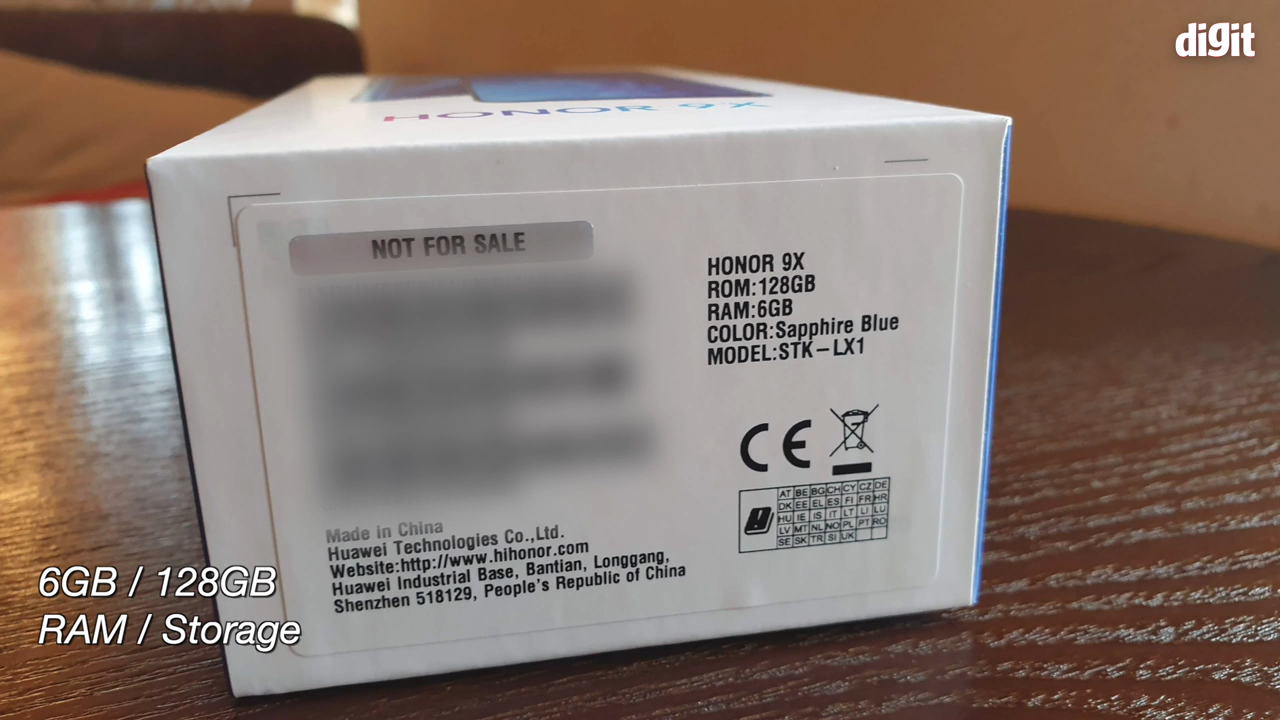 digit
HONOR 9X
NOT FOR SALE
HONOR 9X
ROM:128GB
RAM:6GB
COLOR:Sapphire Blue
MODEL:STK-LX1
CE
AT BE BG CH CY CZ DE
DK EE EL ES FI FR HR
HU IE IS IT LT LI LU
LV MT NL NO PL PT RO
SE SK TR SI UK
Made in China
Huawei Technologies Co.,Ltd.
Website:http://www.hihonor.com
Huawei Industrial Base, Bantian, Longgang,
Shenzhen 518129, People's Republic of China
6GB / 128GB
RAM / Storage